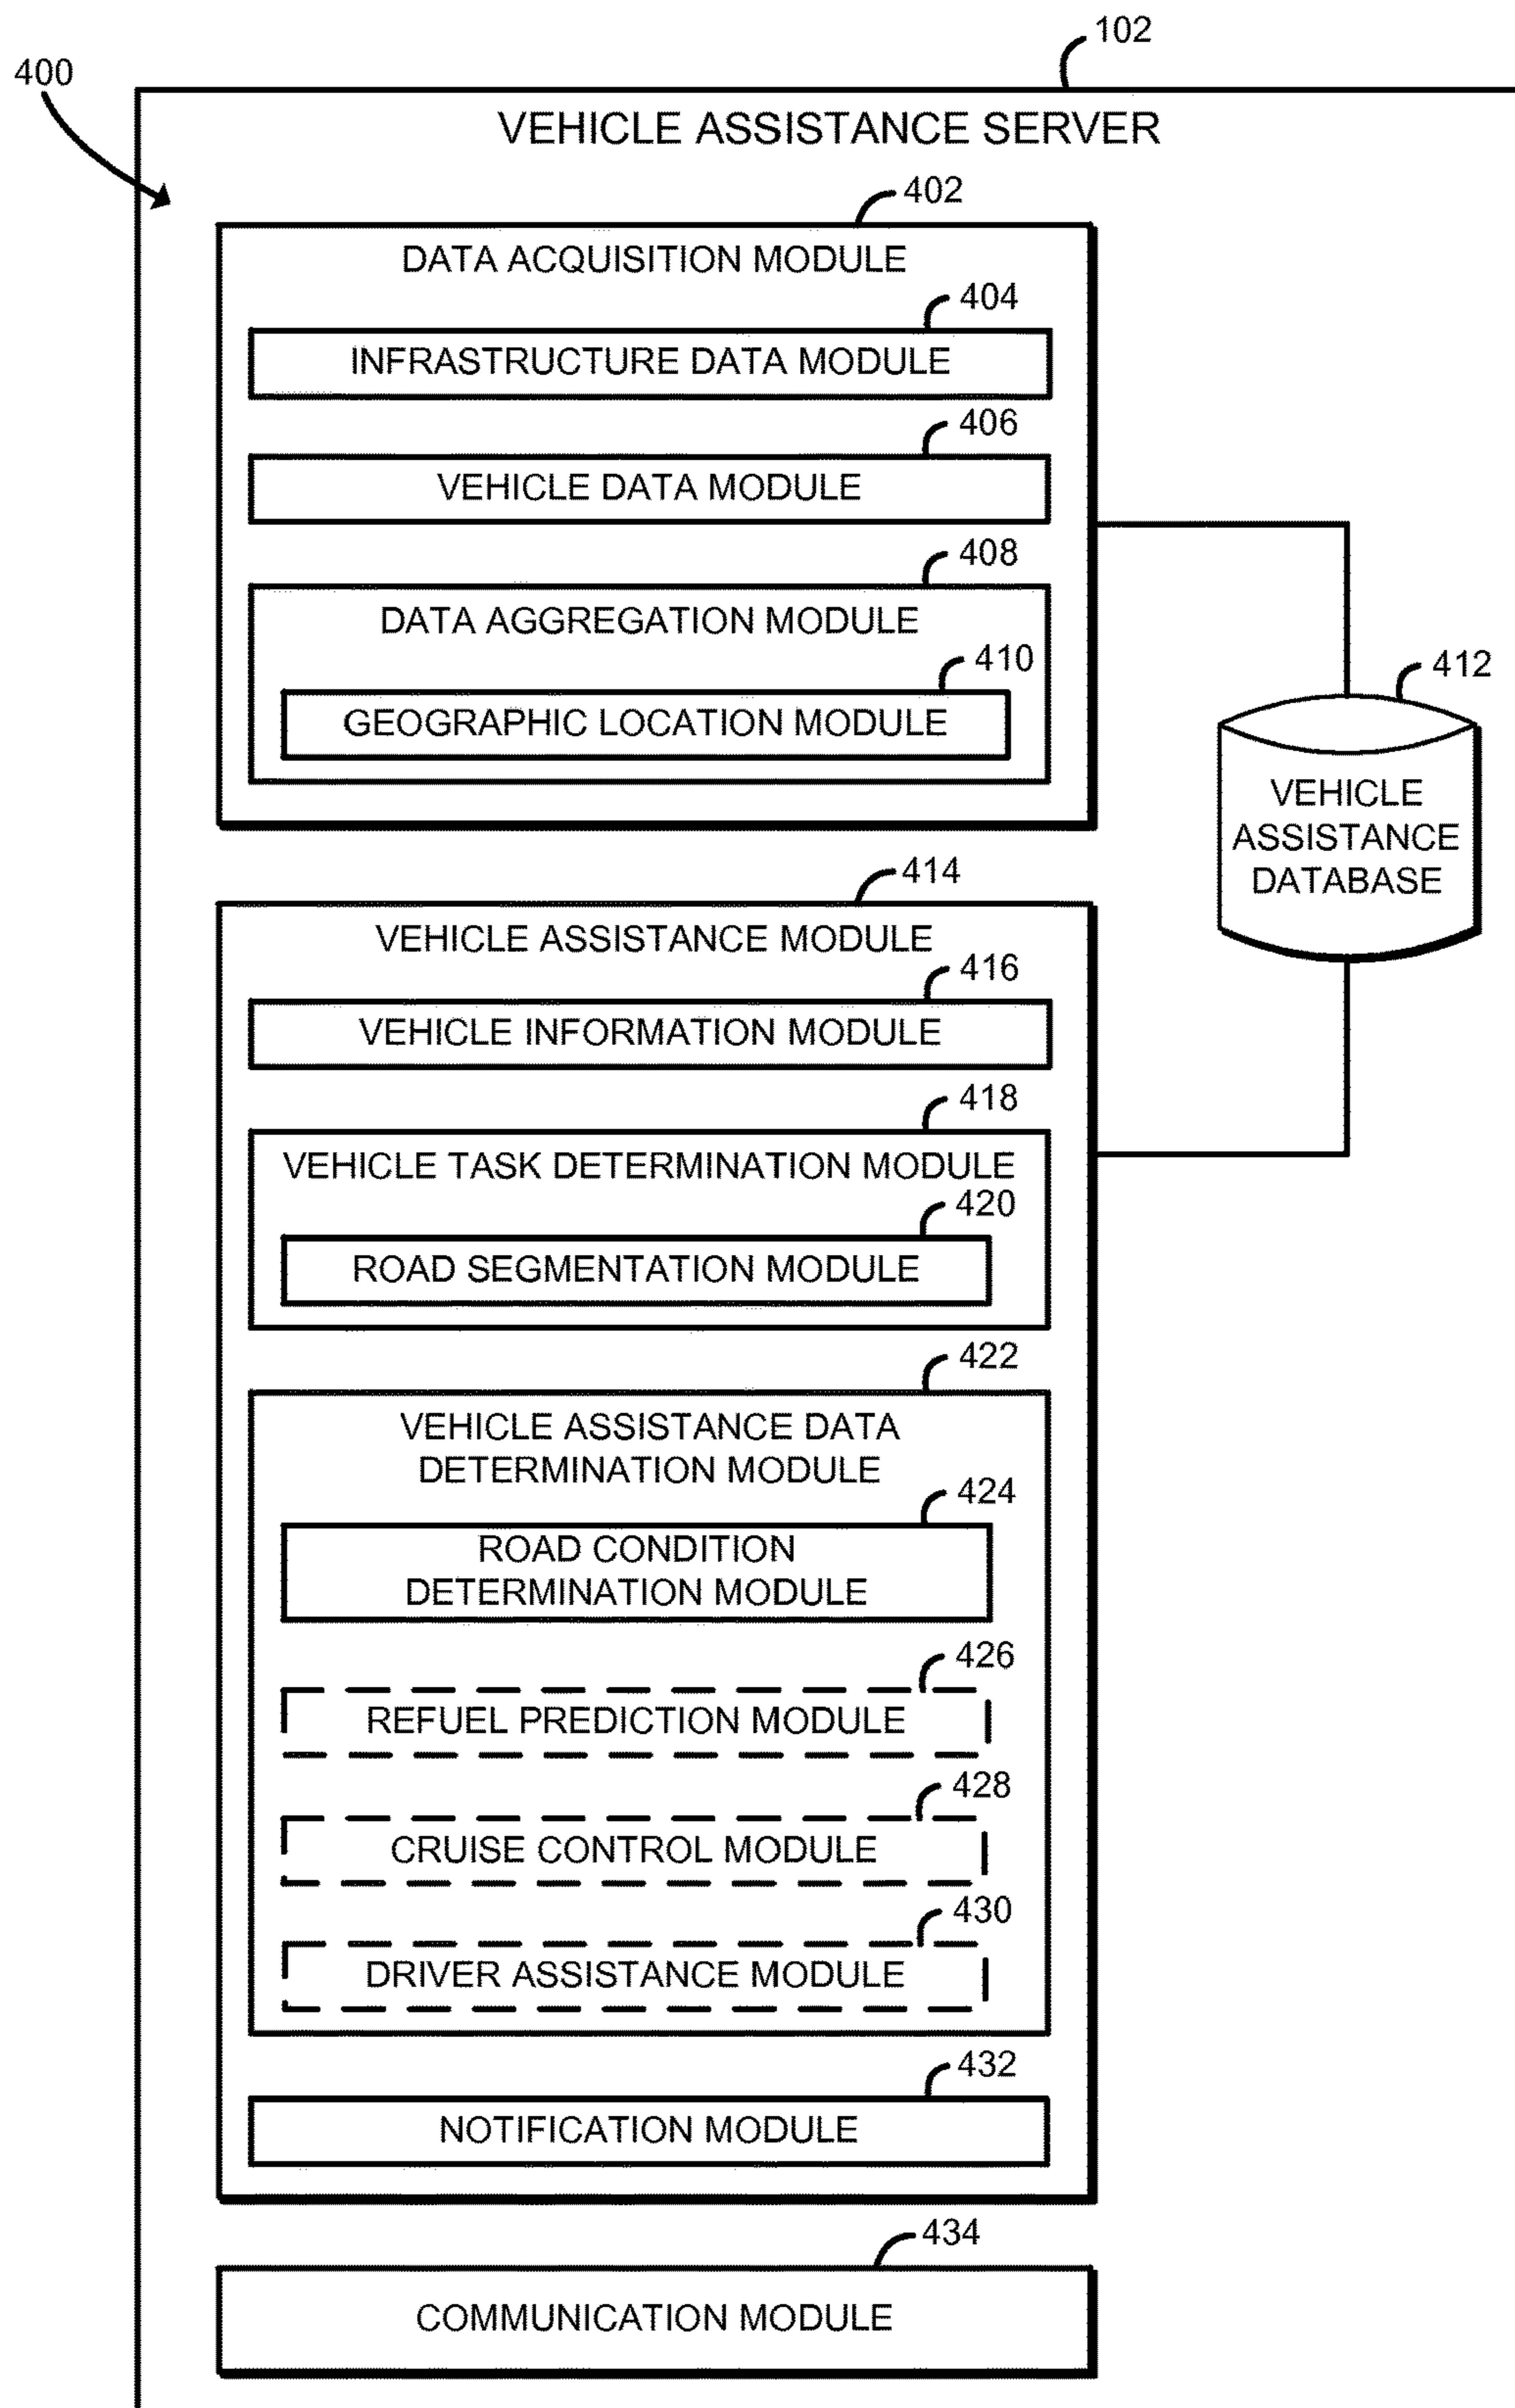 102
400
VEHICLE ASSISTANCE SERVER
402
DATA ACQUISITION MODULE
404
INFRASTRUCTURE DATA MODULE
406
VEHICLE DATA MODULE
408
DATA AGGREGATION MODULE
410
GEOGRAPHIC LOCATION MODULE
412
VEHICLE
ASSISTANCE
DATABASE
414
VEHICLE ASSISTANCE MODULE
416
VEHICLE INFORMATION MODULE
418
VEHICLE TASK DETERMINATION MODULE
420
ROAD SEGMENTATION MODULE
422
VEHICLE ASSISTANCE DATA
DETERMINATION MODULE
424
ROAD CONDITION
DETERMINATION MODULE
426
REFUEL PREDICTION MODULE
428
CRUISE CONTROL MODULE
430
DRIVER ASSISTANCE MODULE
432
NOTIFICATION MODULE
434
COMMUNICATION MODULE